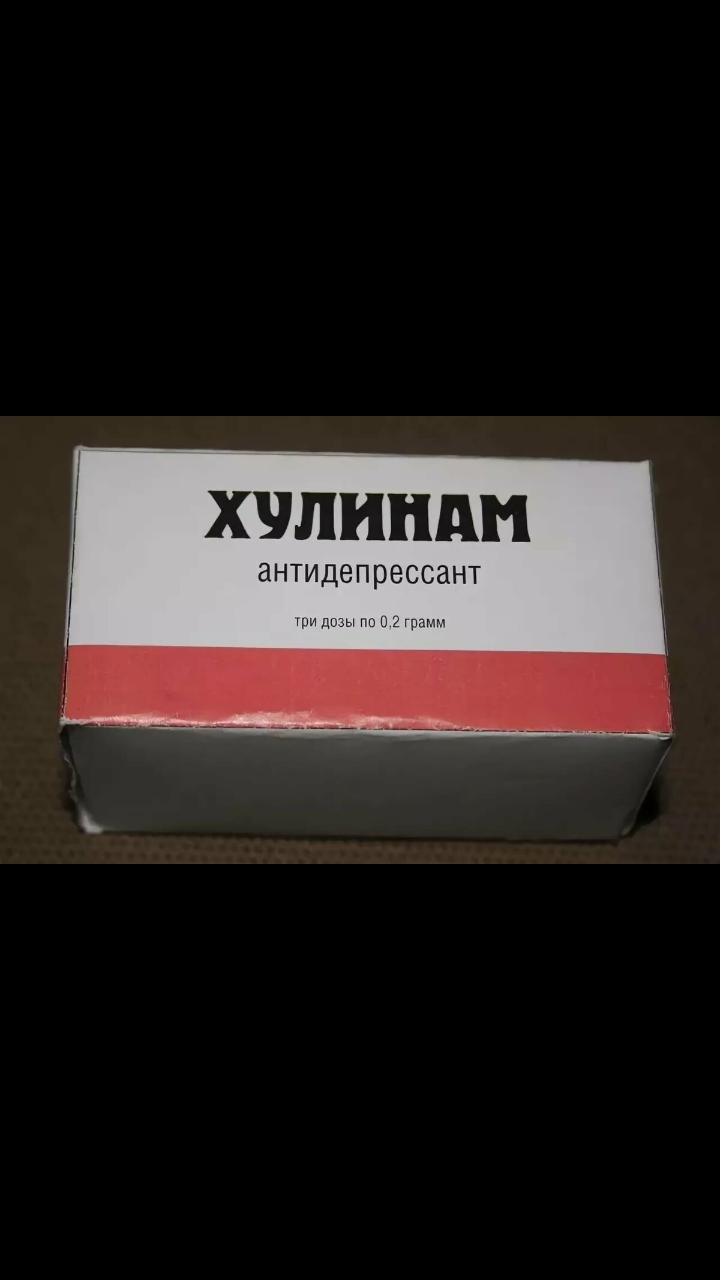 ХУЛИНАМ
антидепрессант
три дозы по 0,2 грамм